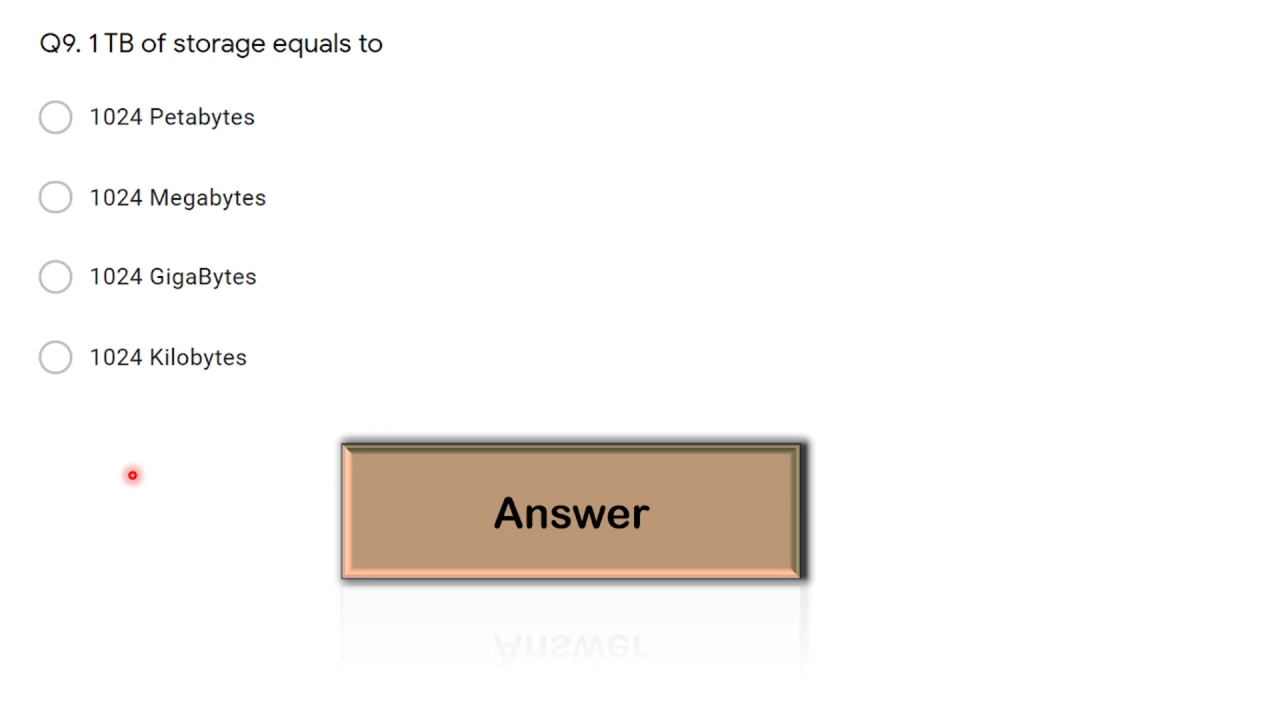 Q9. 1 TB of storage equals to
1024 Petabytes
1024 Megabytes
1024 GigaBytes
1024 Kilobytes
Answer